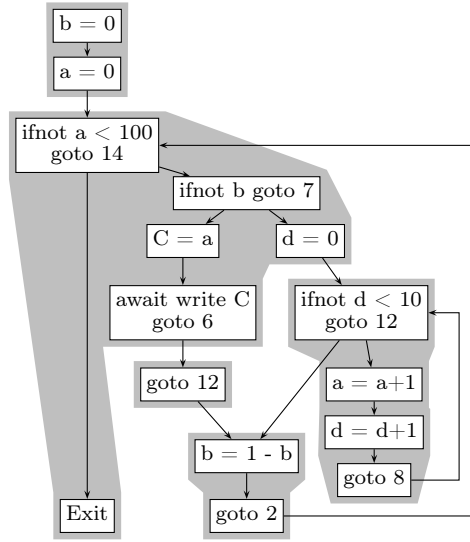 b = 0
a = 0
ifnot a < 100
goto 14
ifnot b goto 7
C = a
d = 0
await write C
goto 6
ifnot d < 10
goto 12
goto 12
a = a+1
d = d+1
b = 1 - b
goto 8
Exit
goto 2